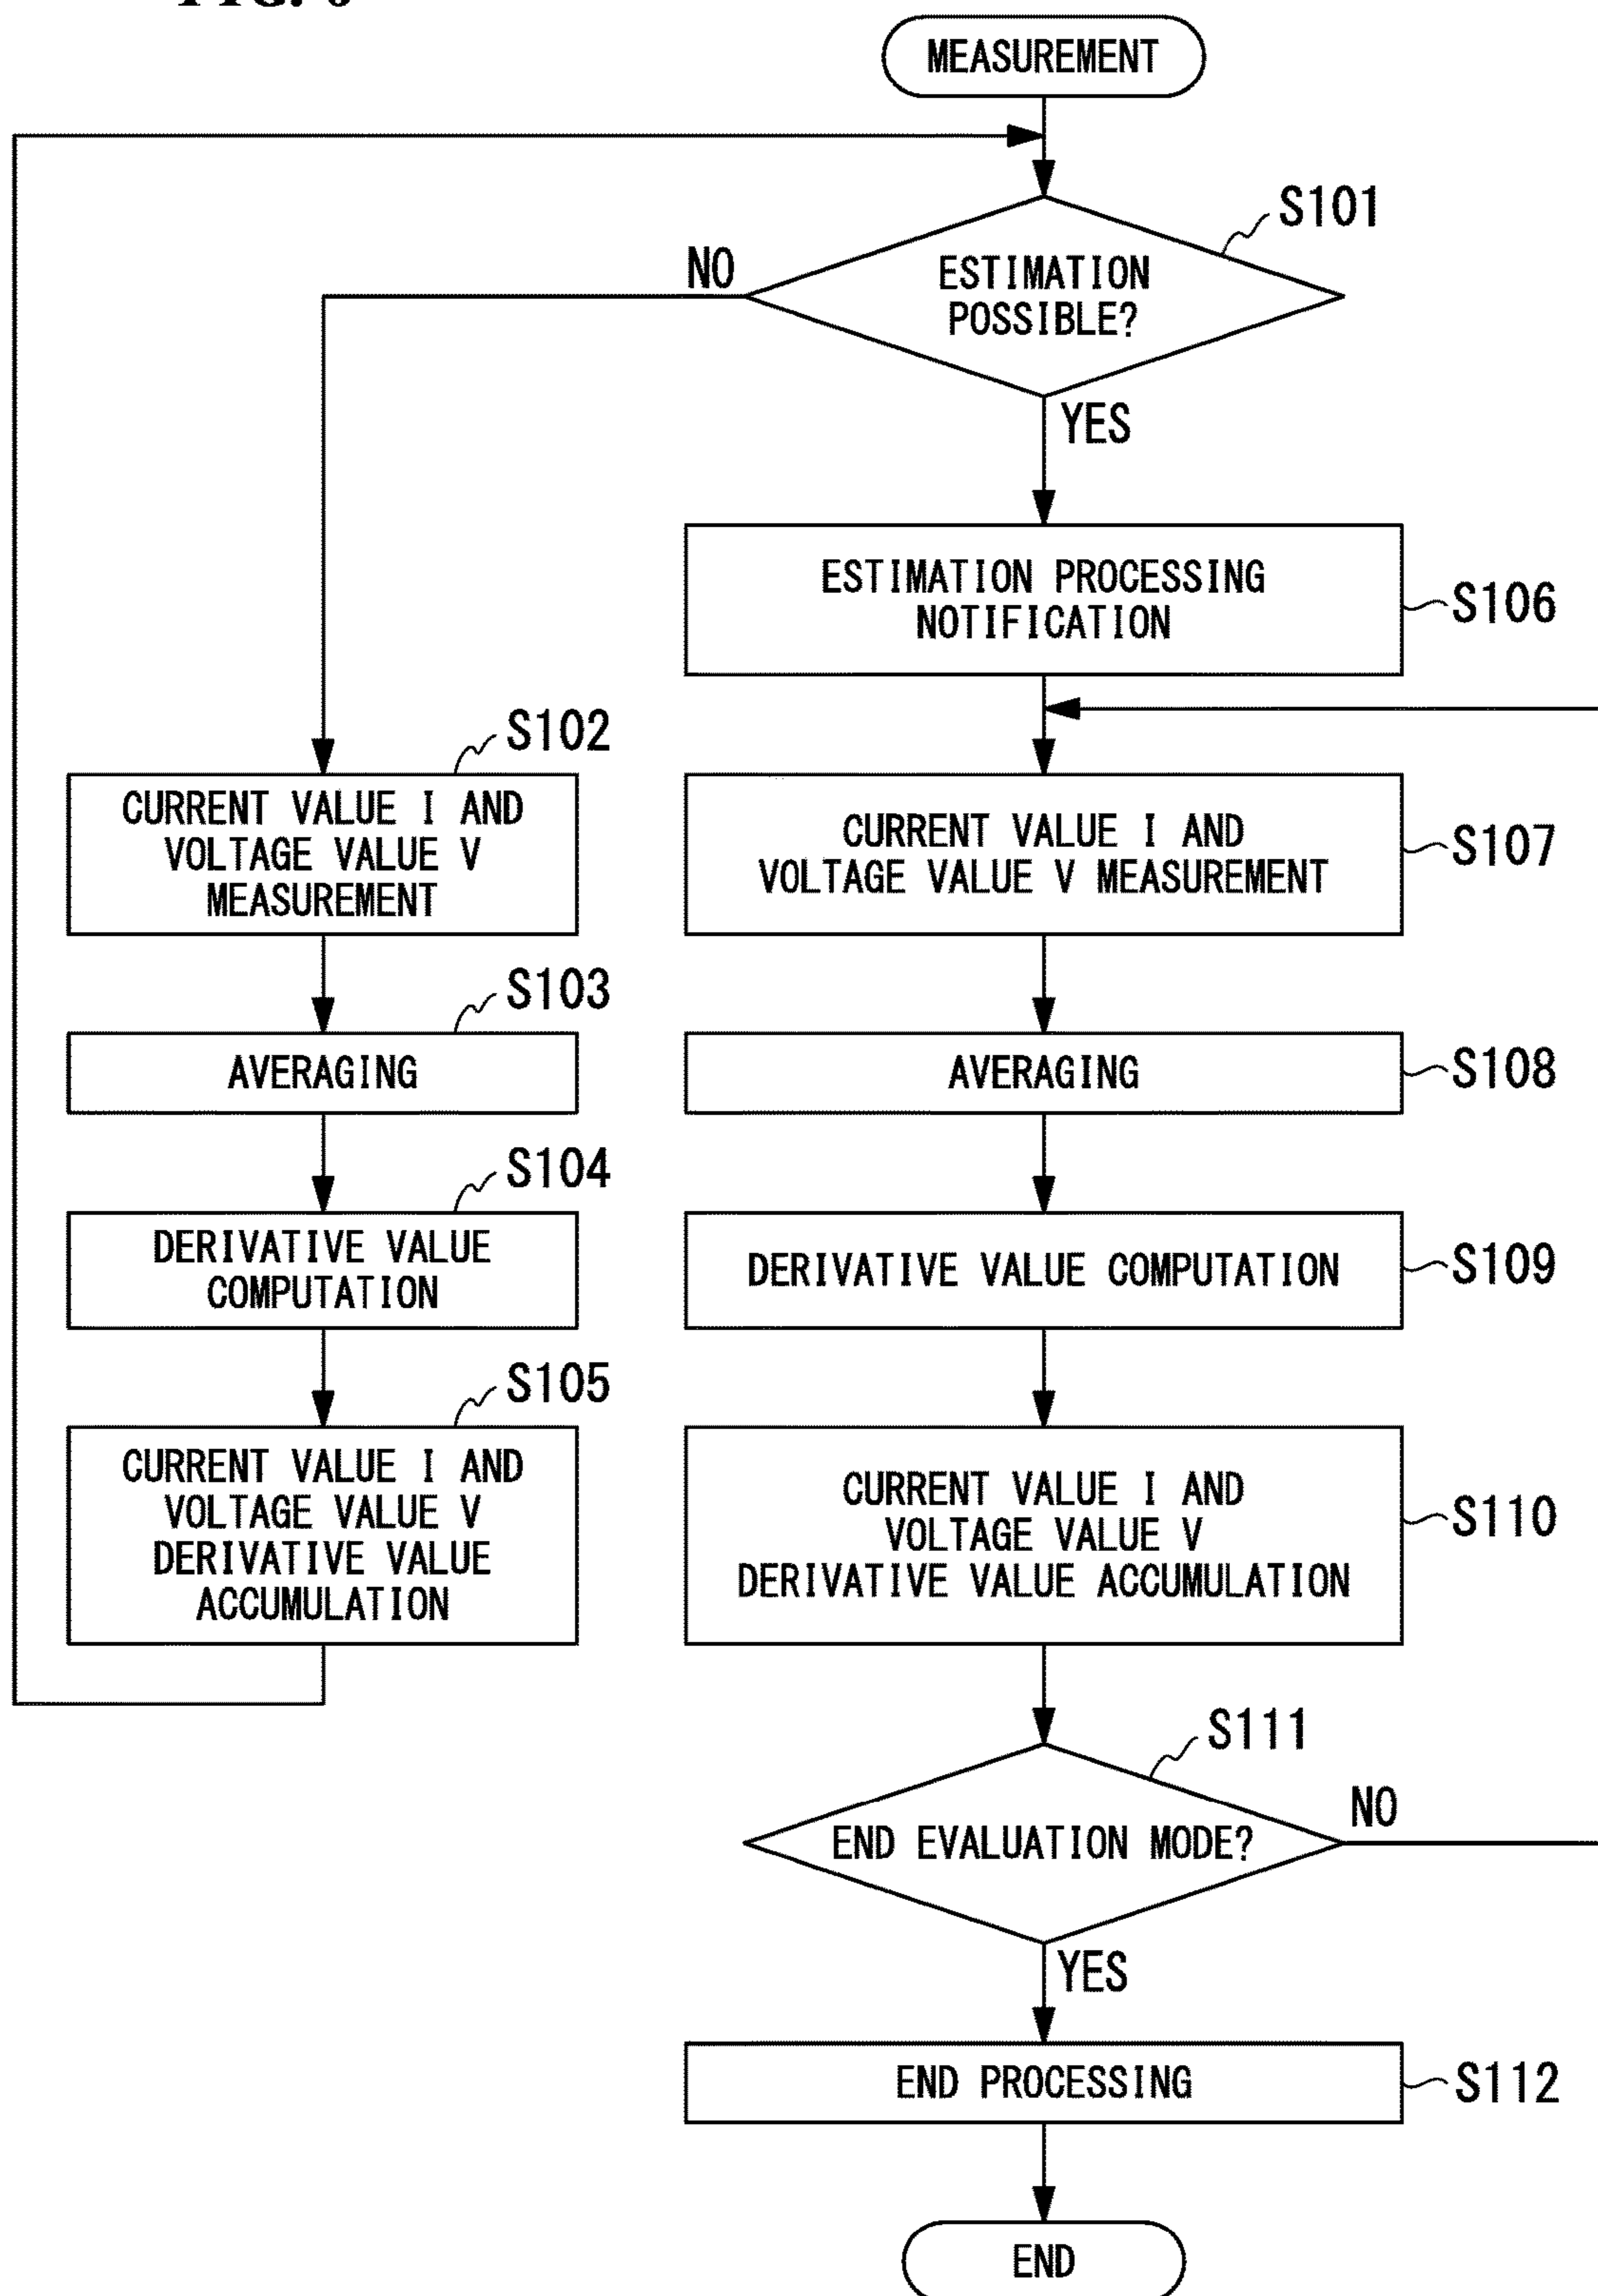 MEASUREMENT
S101
NO
ESTIMATION
POSSIBLE?
YES
ESTIMATION PROCESSING
NOTIFICATION
S106
S102
CURRENT VALUE I AND
VOLTAGE VALUE V
MEASUREMENT
CURRENT VALUE I AND
VOLTAGE VALUE V MEASUREMENT
S107
S103
AVERAGING
AVERAGING
S108
S104
DERIVATIVE VALUE
COMPUTATION
DERIVATIVE VALUE COMPUTATION
S109
S105
CURRENT VALUE I AND
VOLTAGE VALUE V
DERIVATIVE VALUE
ACCUMULATION
CURRENT VALUE I AND
VOLTAGE VALUE V
DERIVATIVE VALUE ACCUMULATION
S110
S111
END EVALUATION MODE?
NO
YES
END PROCESSING
S112
END